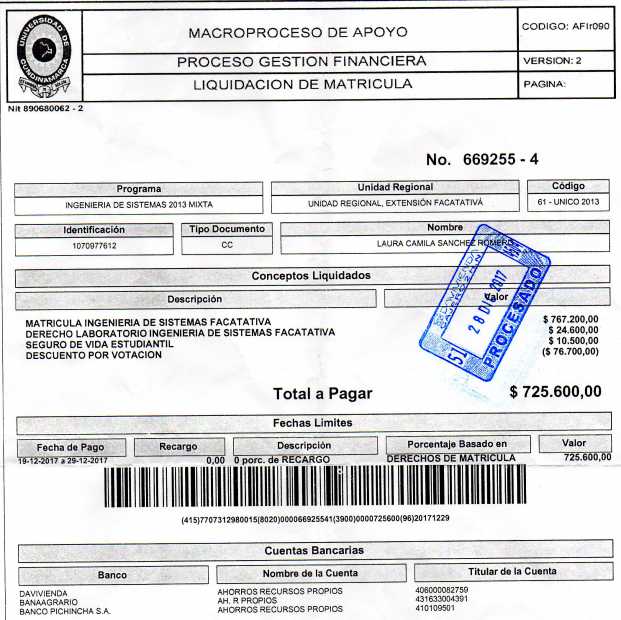 UNIVERSIDAD DE CUNDINAMARCA
MACROPROCESO DE APOYO
CODIGO: AFIr090
PROCESO GESTION FINANCIERA
VERSION: 2
LIQUIDACION DE MATRICULA
PAGINA:
Nit 890680062 - 2
No. 669255 - 4
Programa Unidad Regional Código
INGENIERIA DE SISTEMAS 2013 MIXTA UNIDAD REGIONAL, EXTENSIÓN FACATATIVÁ 61 - UNICO 2013
Identificación Tipo Documento Nombre
1070977612 CC LAURA CAMILA SANCHEZ ROMERO
Conceptos Liquidados
Descripción Valor
MATRICULA INGENIERIA DE SISTEMAS FACATATIVA $ 767.200,00
DERECHO LABORATORIO INGENIERIA DE SISTEMAS FACATATIVA $ 24.600,00
SEGURO DE VIDA ESTUDIANTIL $ 10.500,00
DESCUENTO POR VOTACION ($ 76.700,00)
DAVIVIENDA
28 DI 2017
51
PROCESADO
Total a Pagar $ 725.600,00
Fechas Limites
Fecha de Pago Recargo Descripción Porcentaje Basado en Valor
19-12-2017 a 29-12-2017 0,00 0 porc. de RECARGO DERECHOS DE MATRICULA 725.600,00
(415)7707312980015(8020)000066925541(3900)0000725600(96)20171229
Cuentas Bancarias
Banco Nombre de la Cuenta Titular de la Cuenta
DAVIVIENDA AHORROS RECURSOS PROPIOS 406000082759
BANAAGRARIO AH. R PROPIOS 431633004391
BANCO PICHINCHA S.A. AHORROS RECURSOS PROPIOS 410109501